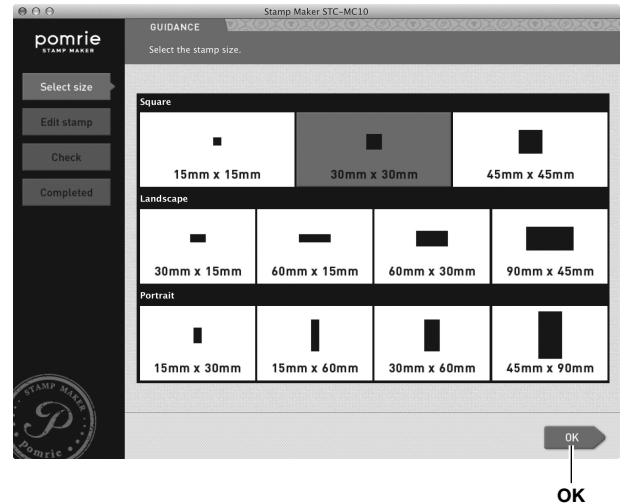 Stamp Maker STC-MC10
pomrie
STAMP MAKER
GUIDANCE
Select the stamp size.
Select size
Edit stamp
Check
Completed
Square
15mm x 15mm
30mm x 30mm
45mm x 45mm
Landscape
30mm x 15mm
60mm x 15mm
60mm x 30mm
90mm x 45mm
Portrait
15mm x 30mm
15mm x 60mm
30mm x 60mm
45mm x 90mm
STAMP MAKER
P
Pomrie
OK
OK